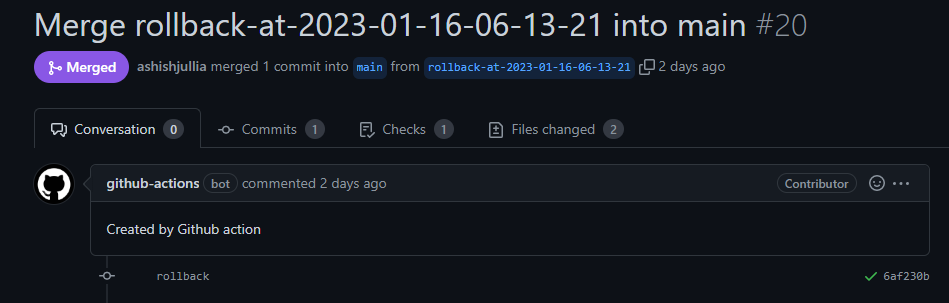 Merge rollback-at-2023-01-16-06-13-21 into main #20
Merged ashishjullia merged 1 commit into main from rollback-at-2023-01-16-06-13-21 2 days ago
Conversation 0 Commits 1 Checks 1 Files changed 2
github-actions bot commented 2 days ago Contributor
Created by Github action
rollback 6af230b